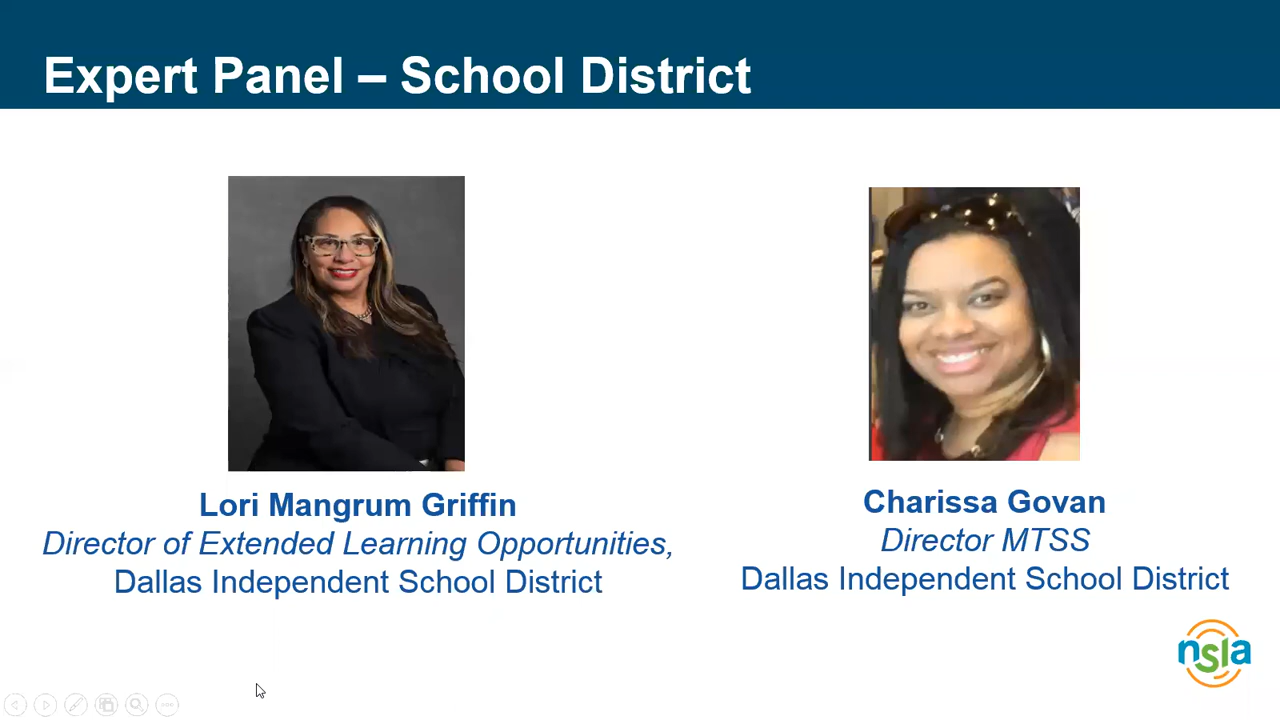 Expert Panel – School District
Lori Mangrum Griffin
Director of Extended Learning Opportunities,
Dallas Independent School District
Charissa Govan
Director MTSS
Dallas Independent School District
nsla